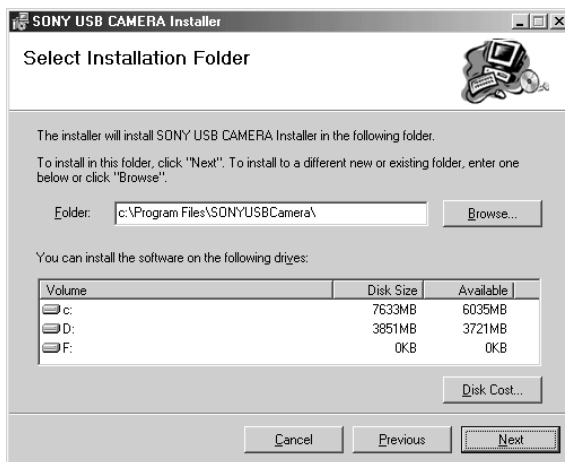 SONY USB CAMERA Installer
Select Installation Folder
The installer will install SONY USB CAMERA Installer in the following folder.
To install in this folder, click "Next". To install to a different new or existing folder, enter one
below or click "Browse".
Folder: c:\Program Files\SONYUSBCamera\ Browse...
You can install the software on the following drives:
Volume Disk Size Available
c: 7633MB 6035MB
D: 3851MB 3721MB
F: 0KB 0KB
Disk Cost...
Cancel Previous Next